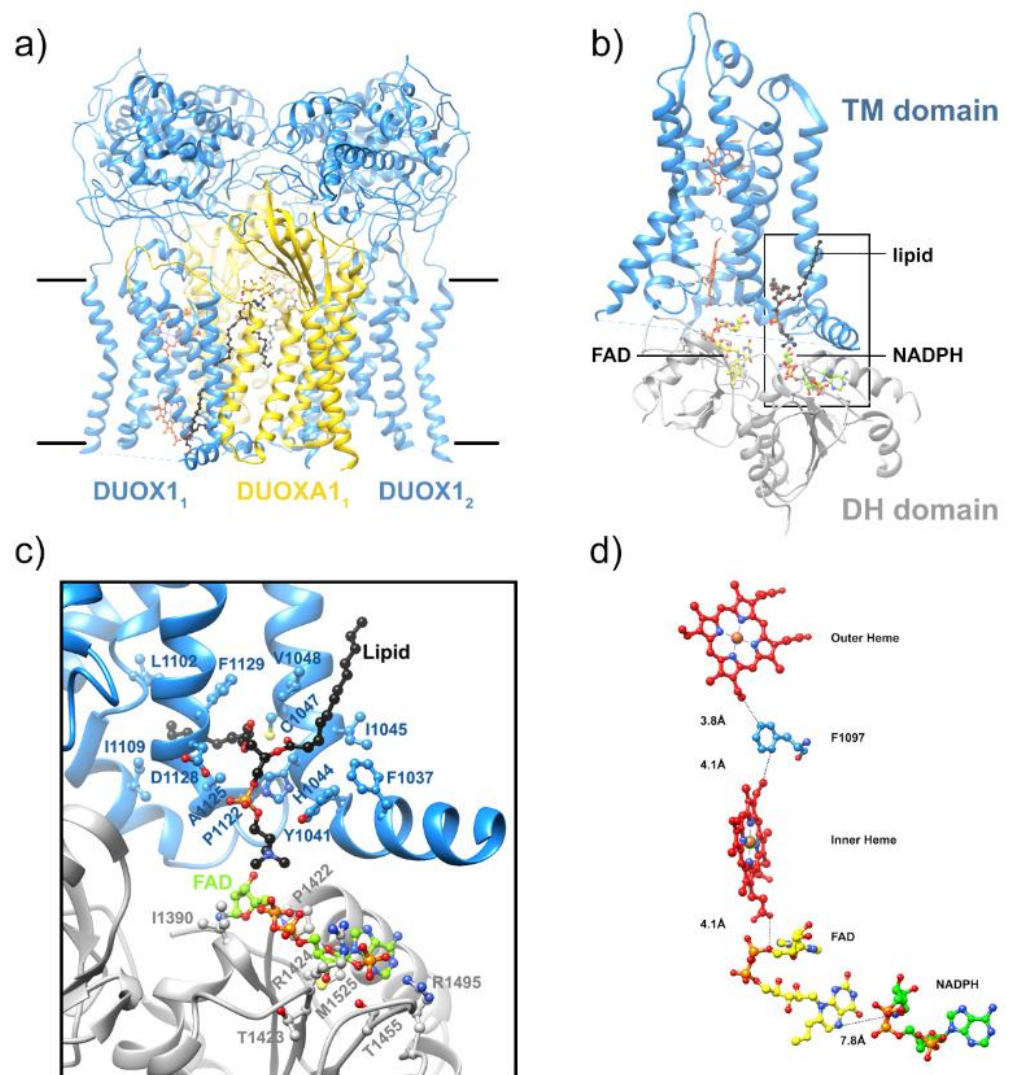 a)
DUOX1₁ DUOXA1₁ DUOX1₂
b)
TM domain
lipid
FAD NADPH
DH domain
c)
Lipid
L1102
F1129
V1048
C1047
I1045
I1109
D1128
A1125
P1122
H1044
F1037
Y1041
FAD
P1422
I1390
R1424
M1525
R1495
T1423
T1455
d)
Outer Heme
3.8Å
F1097
4.1Å
Inner Heme
4.1Å
FAD
NADPH
7.8Å